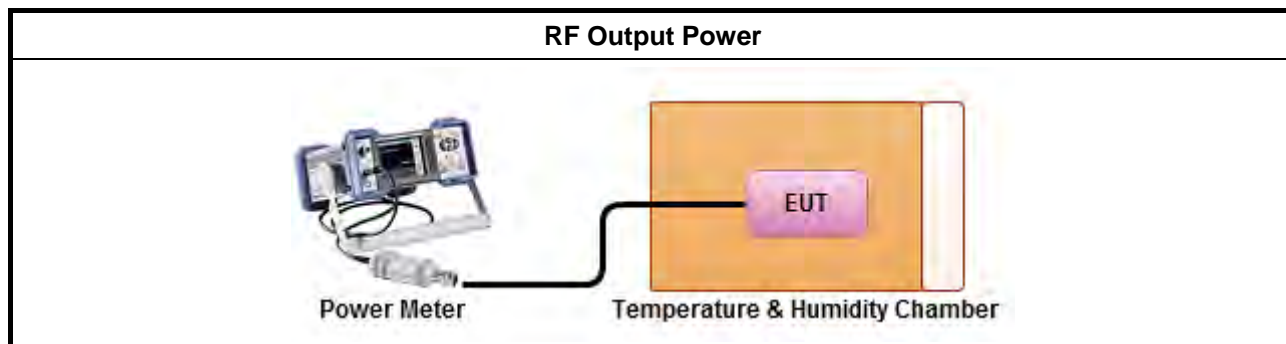 RF Output Power
EUT
Power Meter
Temperature & Humidity Chamber